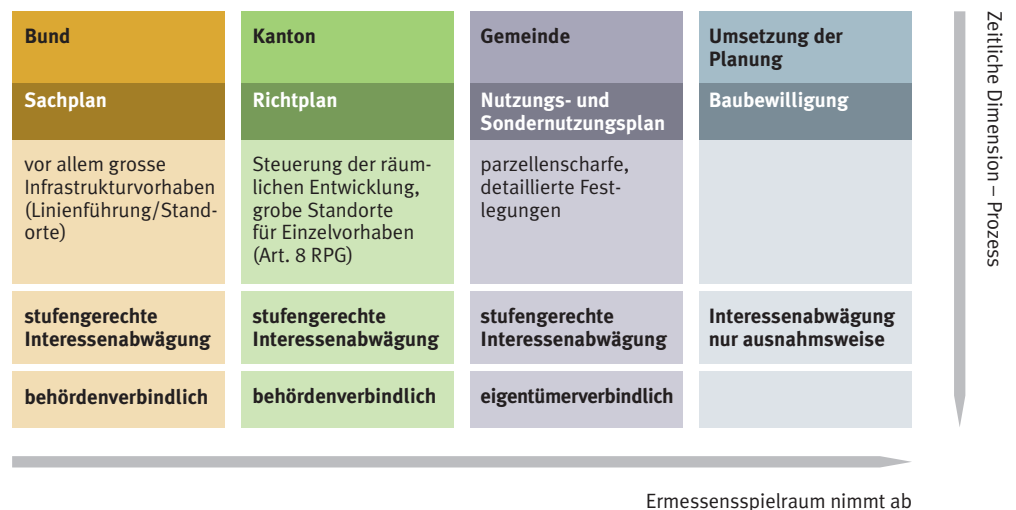 Bund
Sachplan
vor allem grosse
Infrastrukturvorhaben
(Linienführung/Stand-
orte)
stufengerechte
Interessenabwägung
behördenverbindlich
Kanton
Richtplan
Steuerung der räum-
lichen Entwicklung,
grobe Standorte
für Einzelvorhaben
(Art. 8 RPG)
stufengerechte
Interessenabwägung
behördenverbindlich
Gemeinde
Nutzungs- und
Sondernutzungsplan
parzellenscharfe,
detaillierte Fest-
legungen
stufengerechte
Interessenabwägung
eigentümerverbindlich
Umsetzung der
Planung
Baubewilligung
Interessenabwägung
nur ausnahmsweise
Zeitliche Dimension – Prozess
Ermessensspielraum nimmt ab